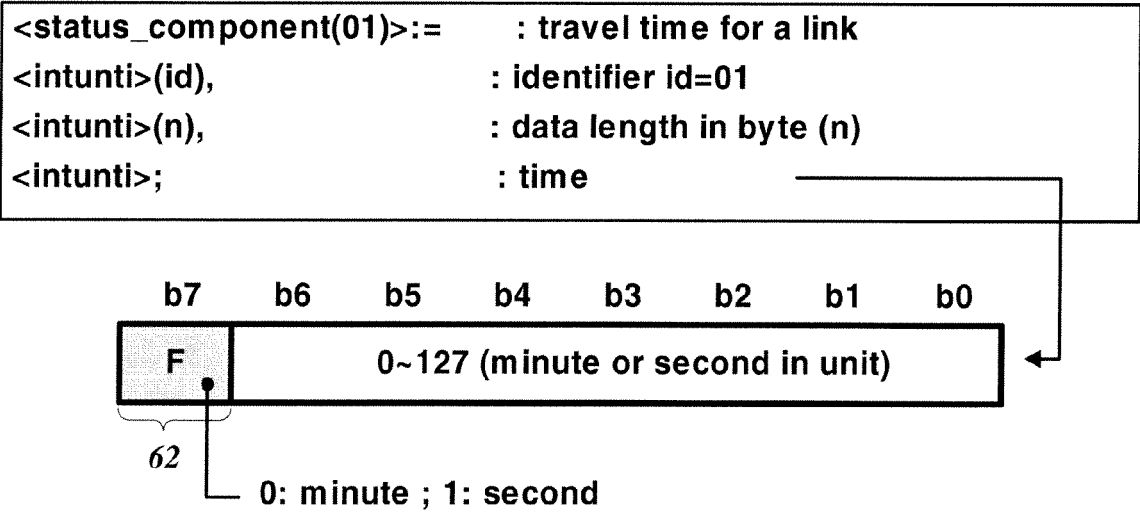 <status_component(01)>:= : travel time for a link
<intunti>(id), : identifier id=01
<intunti>(n), : data length in byte (n)
<intunti>; : time
b7 b6 b5 b4 b3 b2 b1 b0
F 0~127 (minute or second in unit)
62
0: minute ; 1: second